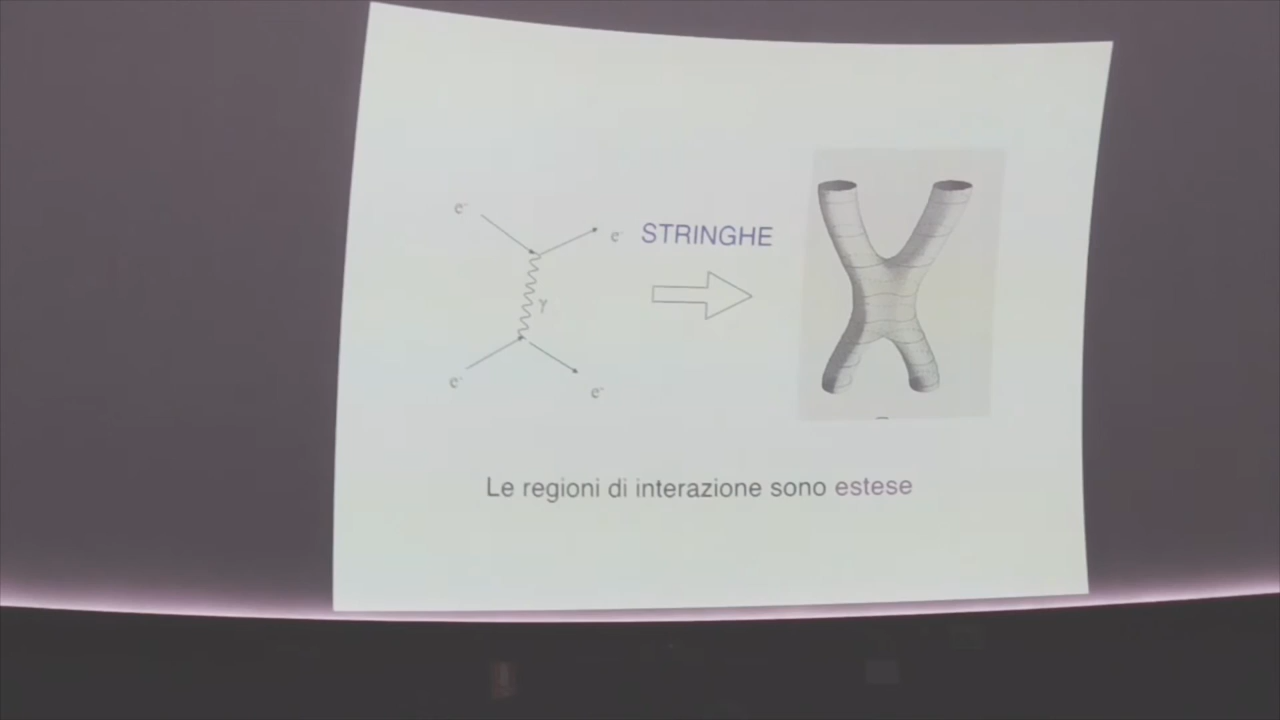 e⁻
e⁻
STRINGHE
γ
e⁻
e⁻
Le regioni di interazione sono estese